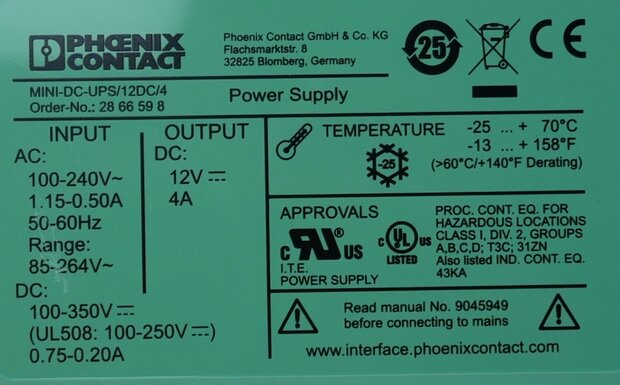 PHŒNIX
CONTACT
Phoenix Contact GmbH & Co. KG
Flachsmarktstr. 8
32825 Blomberg, Germany
25
CE
MINI-DC-UPS/12DC/4
Order-No.: 28 66 59 8
Power Supply
INPUT
AC:
100-240V~
1.15-0.50A
50-60Hz
Range:
85-264V~
DC:
100-350V⎓
(UL508: 100-250V⎓)
0.75-0.20A
OUTPUT
DC:
12V⎓
4A
TEMPERATURE
-25 ... + 70°C
-13 ... + 158°F
(>60°C/+140°F Derating)
-25
APPROVALS
c RU US
I.T.E.
POWER SUPPLY
c UL us
LISTED
PROC. CONT. EQ. FOR
HAZARDOUS LOCATIONS
CLASS I, DIV. 2, GROUPS
A,B,C,D; T3C; 31ZN
Also listed IND. CONT. EQ.
43KA
Read manual No. 9045949
before connecting to mains
www.interface.phoenixcontact.com